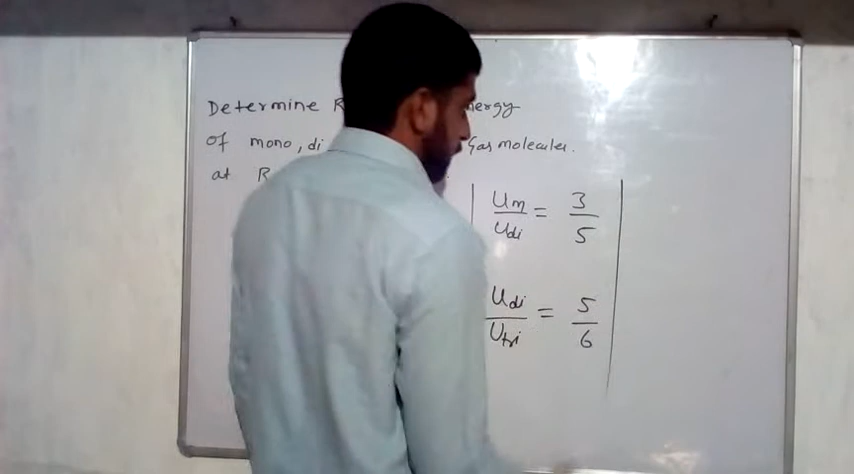 Determine R nergy
of mono, di Gas molecules.
at R
Um/Udi = 3/5
Udi/Utri = 5/6